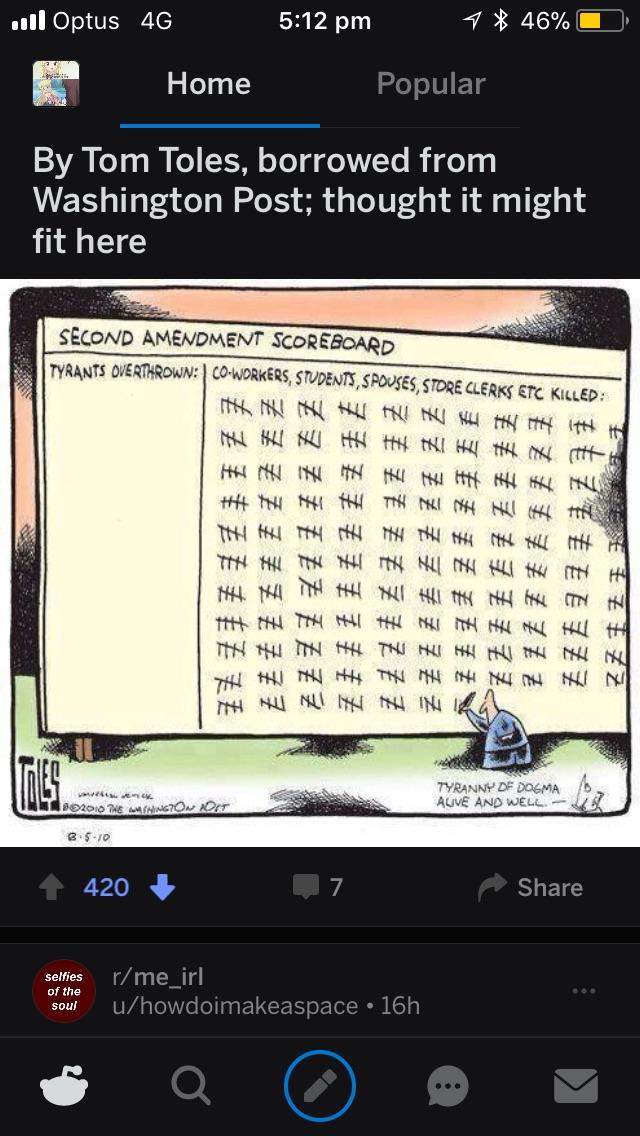 Optus 4G 5:12 pm 46%
Home Popular
By Tom Toles, borrowed from
Washington Post; thought it might
fit here
SECOND AMENDMENT SCOREBOARD
TYRANTS OVERTHROWN: CO-WORKERS, STUDENTS, SPOUSES, STORE CLERKS ETC KILLED:
TOLES
©2010 THE WASHINGTON POST
TYRANNY OF DOGMA
ALIVE AND WELL. —
8·5·10
420 7 Share
selfies
of the
soul
r/me_irl
u/howdoimakeaspace • 16h